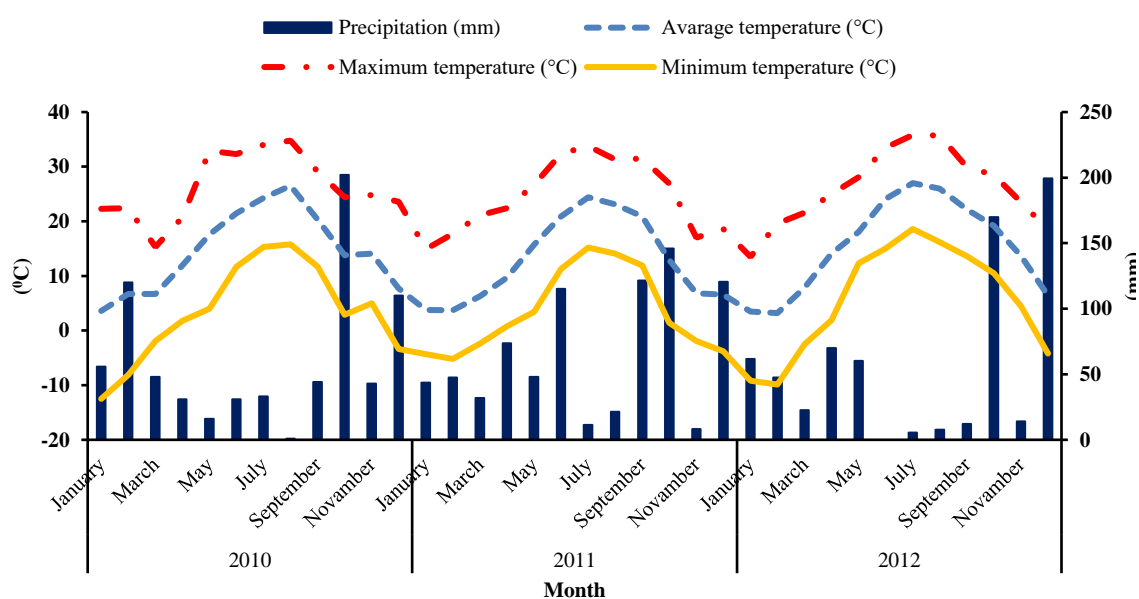 Precipitation (mm)
Avarage temperature (°C)
Maximum temperature (°C)
Minimum temperature (°C)
40
30
20
10
0
-10
-20
(⁰C)
250
200
150
100
50
0
(mm)
January
March
May
July
September
Novamber
January
March
May
July
September
November
January
March
May
July
September
November
2010
2011
2012
Month